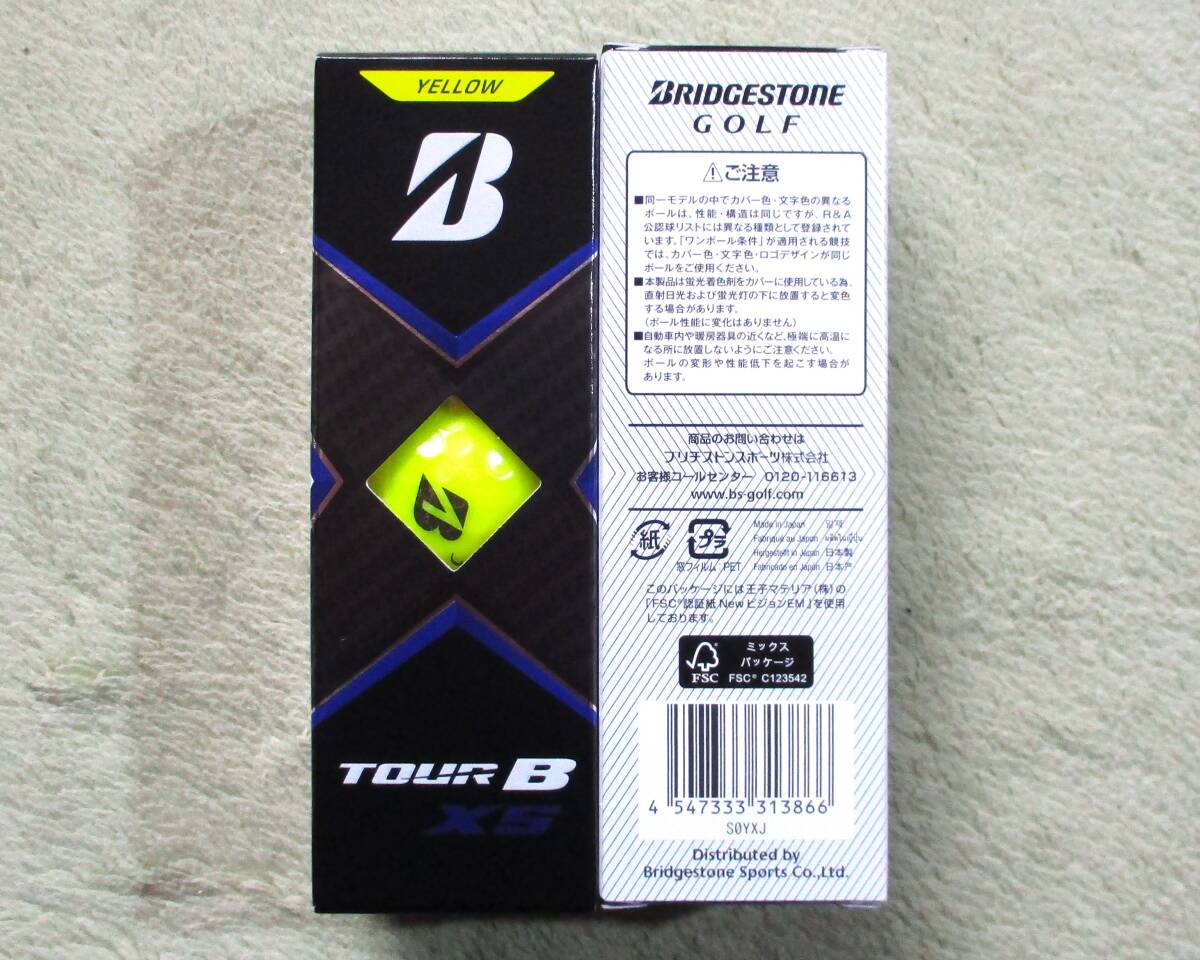 YELLOW
B
TOUR B
XS
BRIDGESTONE
GOLF
⚠ご注意
■同一モデルの中でカバー色・文字色の異なる
ボールは、性能・構造は同じですが、R&A
公認球リストには異なる種類として登録されて
います。「ワンボール条件」が適用される競技
では、カバー色・文字色・ロゴデザインが同じ
ボールをご使用ください。
■本製品は蛍光着色剤をカバーに使用している為、
直射日光および蛍光灯の下に放置すると変色
する場合があります。
(ボール性能に変化はありません)
■自動車内や暖房器具の近くなど、極端に高温に
なる所に放置しないようにご注意ください。
ボールの変形や性能低下を起こす場合が
あります。
商品のお問い合わせは
ブリヂストンスポーツ株式会社
お客様コールセンター 0120-116613
www.bs-golf.com
紙
プラ
窓フィルム:PET
Made in Japan 일제
Fabriqué au Japon ผลิตในญี่ปุ่น
Hergestellt in Japan 日本製
Fabricado en Japón 日本产
このパッケージには王子マテリア(株)の
「FSC®認証紙 New ビジョンEM」を使用
しております。
FSC
ミックス
パッケージ
FSC® C123542
4 547333 313866
S0YXJ
Distributed by
Bridgestone Sports Co.,Ltd.